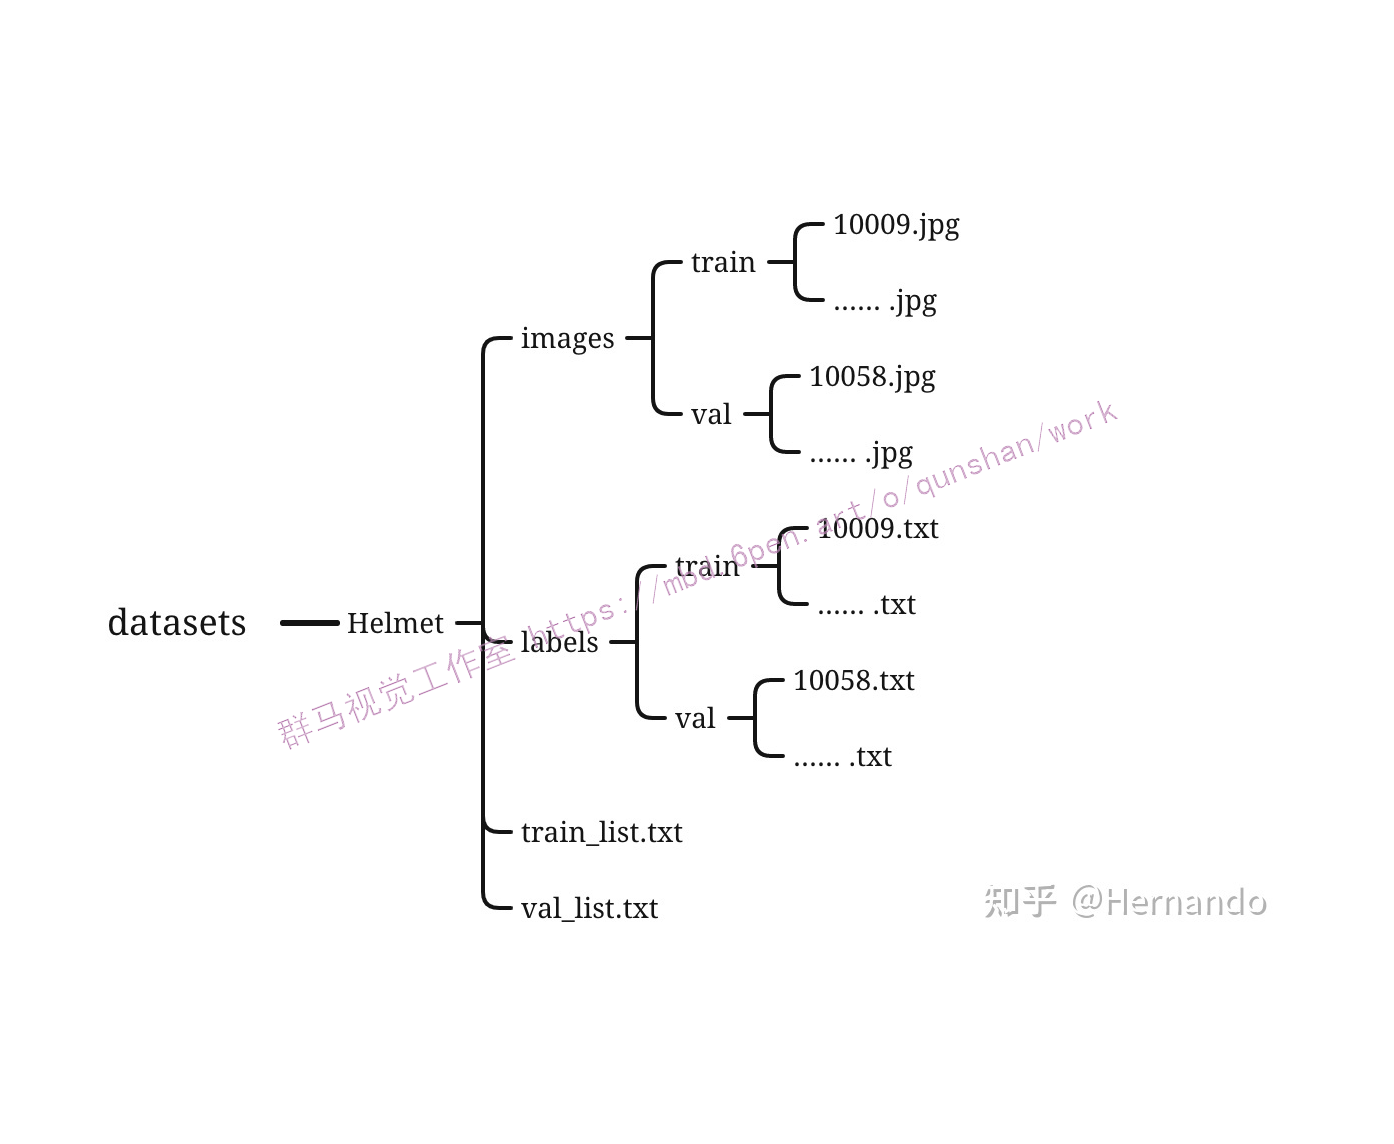 datasets
Helmet
images
train
10009.jpg
...... .jpg
val
10058.jpg
...... .jpg
labels
train
10009.txt
...... .txt
val
10058.txt
...... .txt
train_list.txt
val_list.txt
群马视觉工作室 https://mbd.6pen.art/o/qunshan/work
知乎 @Hernando